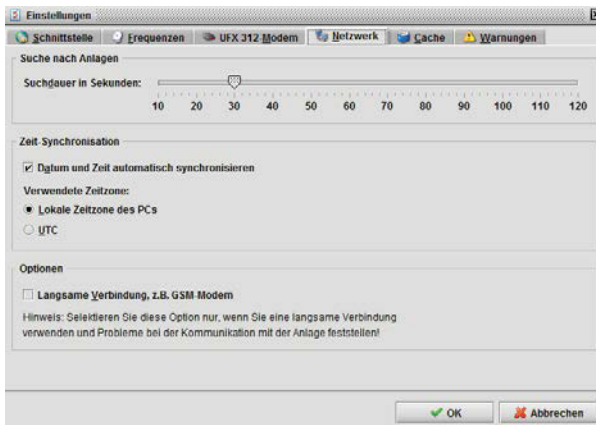 Einstellungen
Schnittstelle Frequenzen UFX 312 Modem Netzwerk Cache Warnungen
Suche nach Anlagen
Suchdauer in Sekunden:
10 20 30 40 50 60 70 80 90 100 110 120
Zeit-Synchronisation
Datum und Zeit automatisch synchronisieren
Verwendete Zeitzone:
Lokale Zeitzone des PCs
UTC
Optionen
Langsame Verbindung, z.B. GSM-Modem
Hinweis: Selektieren Sie diese Option nur, wenn Sie eine langsame Verbindung
verwenden und Probleme bei der Kommunikation mit der Anlage feststellen!
OK Abbrechen